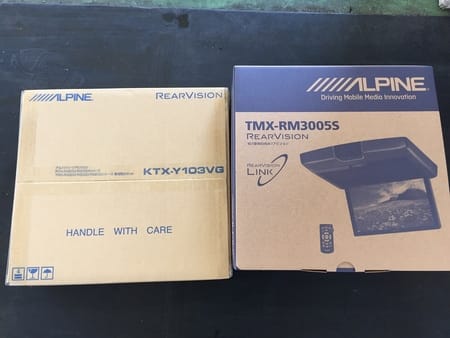 ALPINE
REARVISION
KTX-Y103VG
HANDLE WITH CARE
ALPINE
Driving Mobile Media Innovation
TMX-RM3005S
REARVISION
REARVISION
LINK